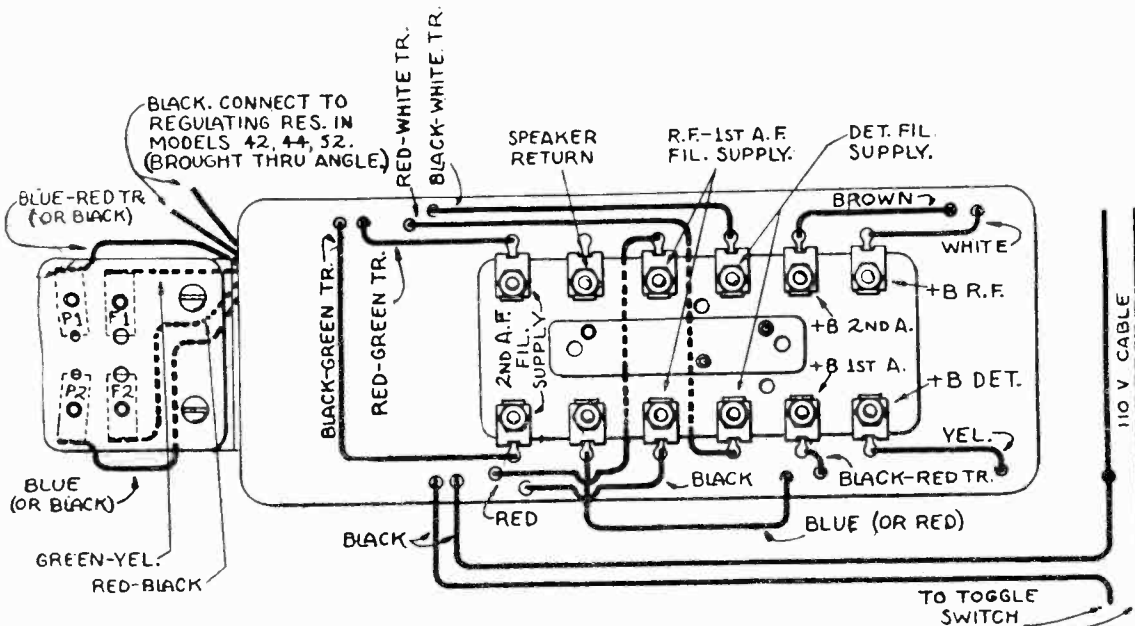 BLACK. CONNECT TO
REGULATING RES. IN
MODELS 42, 44, 52.
(BROUGHT THRU ANGLE.)
RED-WHITE TR.
BLACK-WHITE TR.
SPEAKER
RETURN
R.F.-1ST A.F.
FIL. SUPPLY.
DET. FIL.
SUPPLY.
BLUE-RED TR.
(OR BLACK)
BROWN
WHITE
P1
F1
P2
F2
BLACK-GREEN TR.
RED-GREEN TR.
2ND A.F.
FIL.
SUPPLY
+B R.F.
+B 2ND A.
+B 1ST A.
+B DET.
110 V CABLE
YEL.
BLUE
(OR BLACK)
RED
BLACK
BLACK-RED TR.
BLUE (OR RED)
BLACK
GREEN-YEL.
RED-BLACK
TO TOGGLE
SWITCH